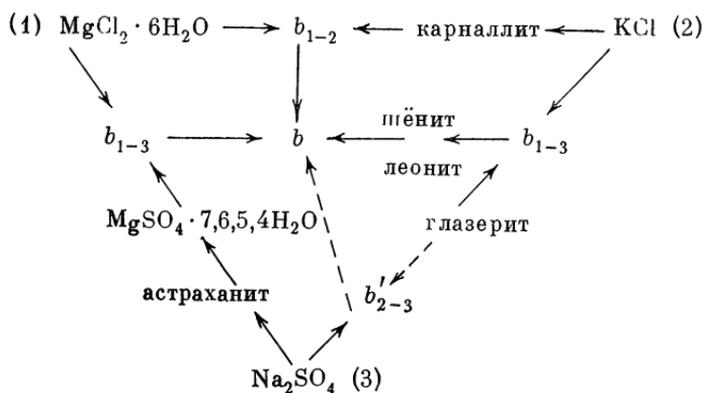 (1) MgCl₂ · 6H₂O b₁₋₂ карналлит KCl (2)
b₁₋₃ b шёнит b₁₋₃
леонит
MgSO₄ · 7,6,5,4H₂O глазерит
астраханит b′₂₋₃
Na₂SO₄ (3)